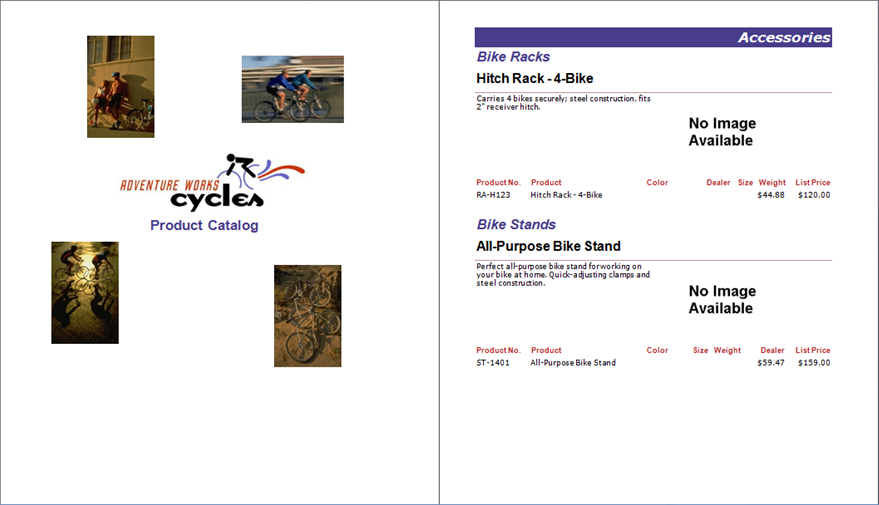 ADVENTURE WORKS
cycles
Product Catalog
Accessories
Bike Racks
Hitch Rack - 4-Bike
Carries 4 bikes securely; steel construction, fits
2" receiver hitch.
No Image
Available
Product No. Product Color Dealer Size Weight List Price
RA-H123 Hitch Rack - 4-Bike $44.88 $120.00
Bike Stands
All-Purpose Bike Stand
Perfect all-purpose bike stand for working on
your bike at home. Quick-adjusting clamps and
steel construction.
No Image
Available
Product No. Product Color Size Weight Dealer List Price
ST-1401 All-Purpose Bike Stand $59.47 $159.00